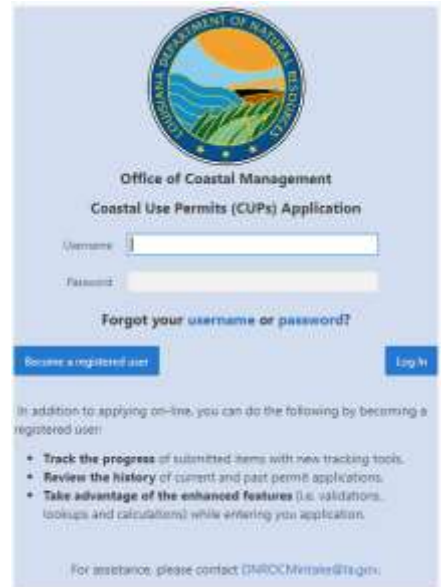 LOUISIANA DEPARTMENT OF NATURAL RESOURCES
Office of Coastal Management
Coastal Use Permits (CUPs) Application
Username
Password
Forgot your username or password?
Become a registered user
Log In
In addition to applying on-line, you can do the following by becoming a
registered user:
Track the progress of submitted items with new tracking tools.
Review the history of current and past permit applications.
Take advantage of the enhanced features (i.e. validations,
lookups and calculations) while entering you application.
For assistance, please contact DNROCMintake@la.gov.